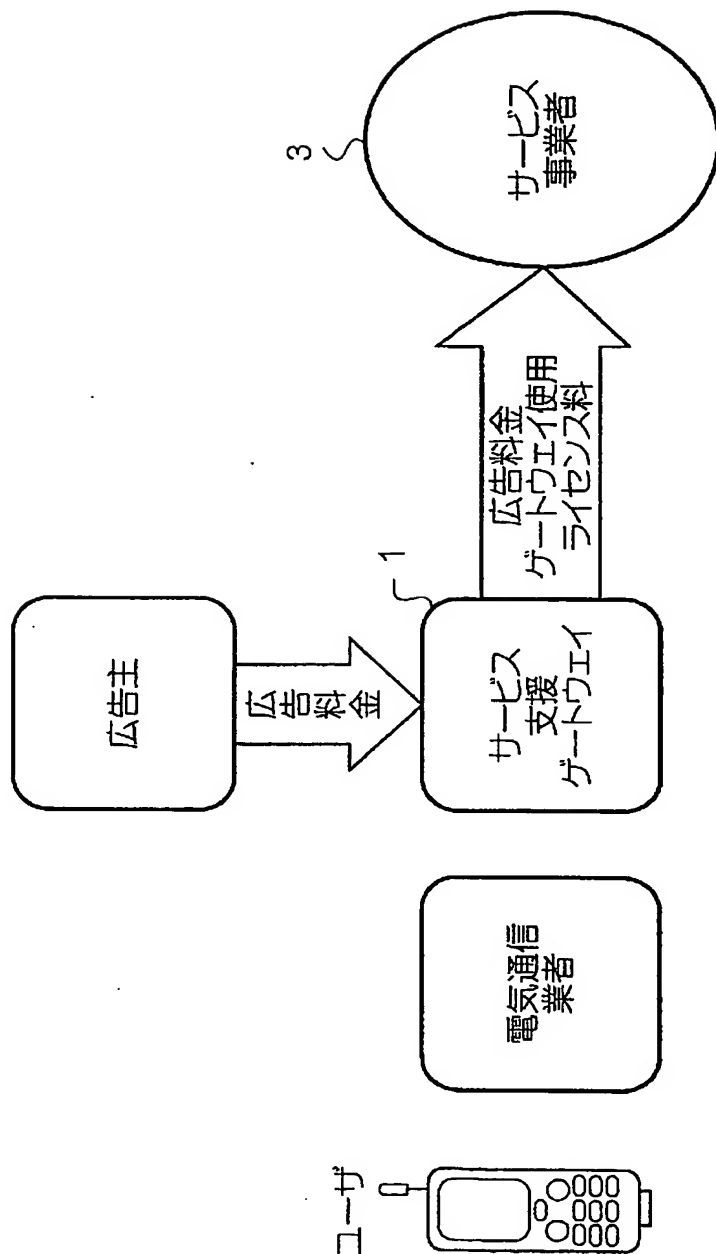 広告主
広告料金
ユーザ
電気通信
業者
サービス
支援
ゲートウェイ
1
広告料金
ゲートウェイ使用
ライセンス料
サービス
事業者
3